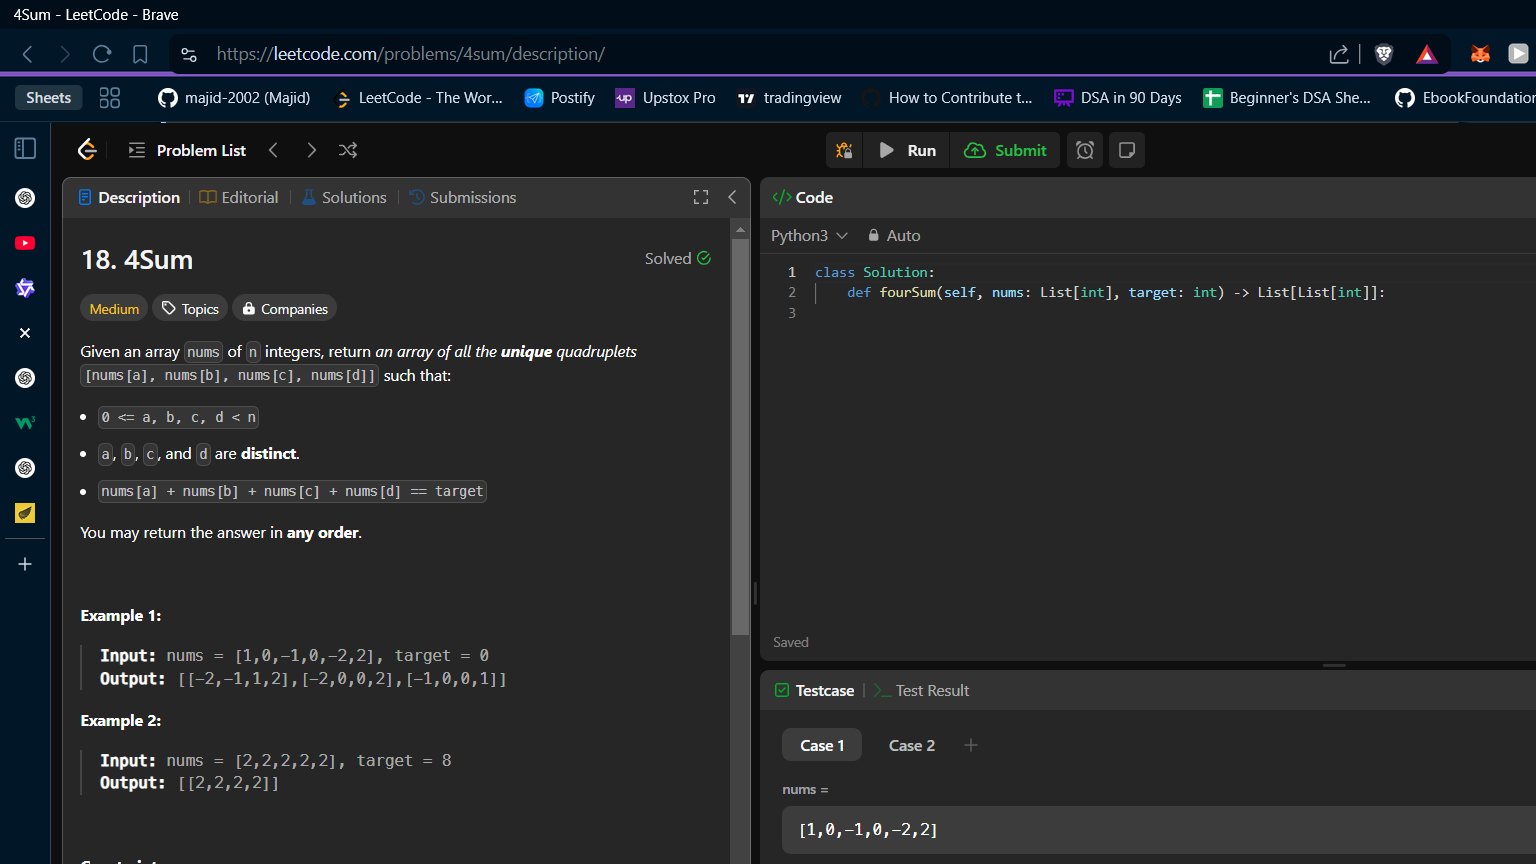 4Sum - LeetCode - Brave
https://leetcode.com/problems/4sum/description/
Sheets majid-2002 (Majid) LeetCode - The Wor... Postify up Upstox Pro tradingview How to Contribute t... DSA in 90 Days Beginner's DSA She... EbookFoundation
Problem List Run Submit
Description Editorial Solutions Submissions
18. 4Sum Solved
Medium Topics Companies
Given an array nums of n integers, return an array of all the unique quadruplets
[nums[a], nums[b], nums[c], nums[d]] such that:
• 0 <= a, b, c, d < n
• a, b, c, and d are distinct.
• nums[a] + nums[b] + nums[c] + nums[d] == target
You may return the answer in any order.
Example 1:
Input: nums = [1,0,-1,0,-2,2], target = 0
Output: [[-2,-1,1,2],[-2,0,0,2],[-1,0,0,1]]
Example 2:
Input: nums = [2,2,2,2,2], target = 8
Output: [[2,2,2,2]]
</> Code
Python3 Auto
1 class Solution:
2 def fourSum(self, nums: List[int], target: int) -> List[List[int]]:
3
Saved
Testcase >_ Test Result
Case 1 Case 2 +
nums =
[1,0,-1,0,-2,2]